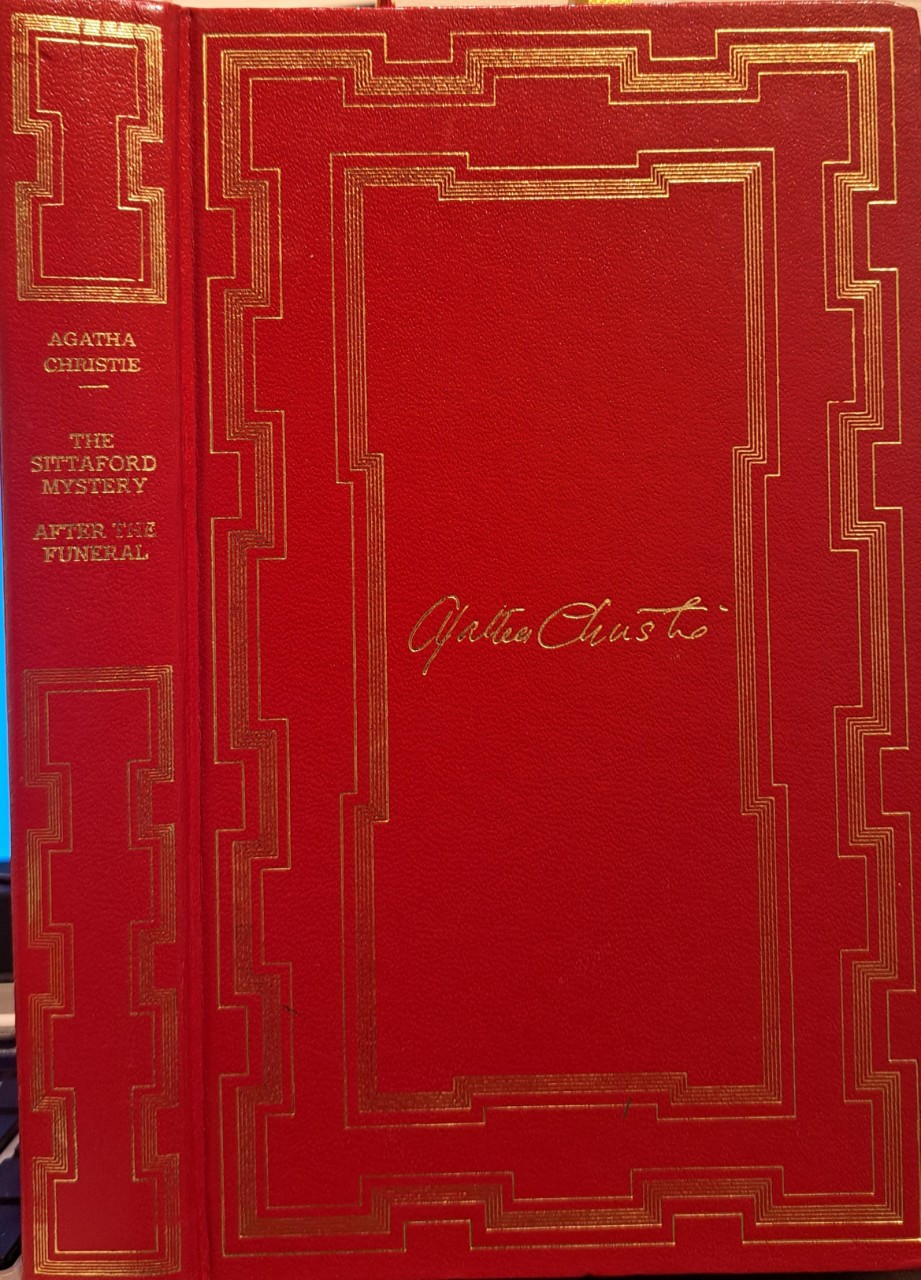 AGATHA
CHRISTIE
THE
SITTAFORD
MYSTERY
AFTER THE
FUNERAL
Agatha Christie